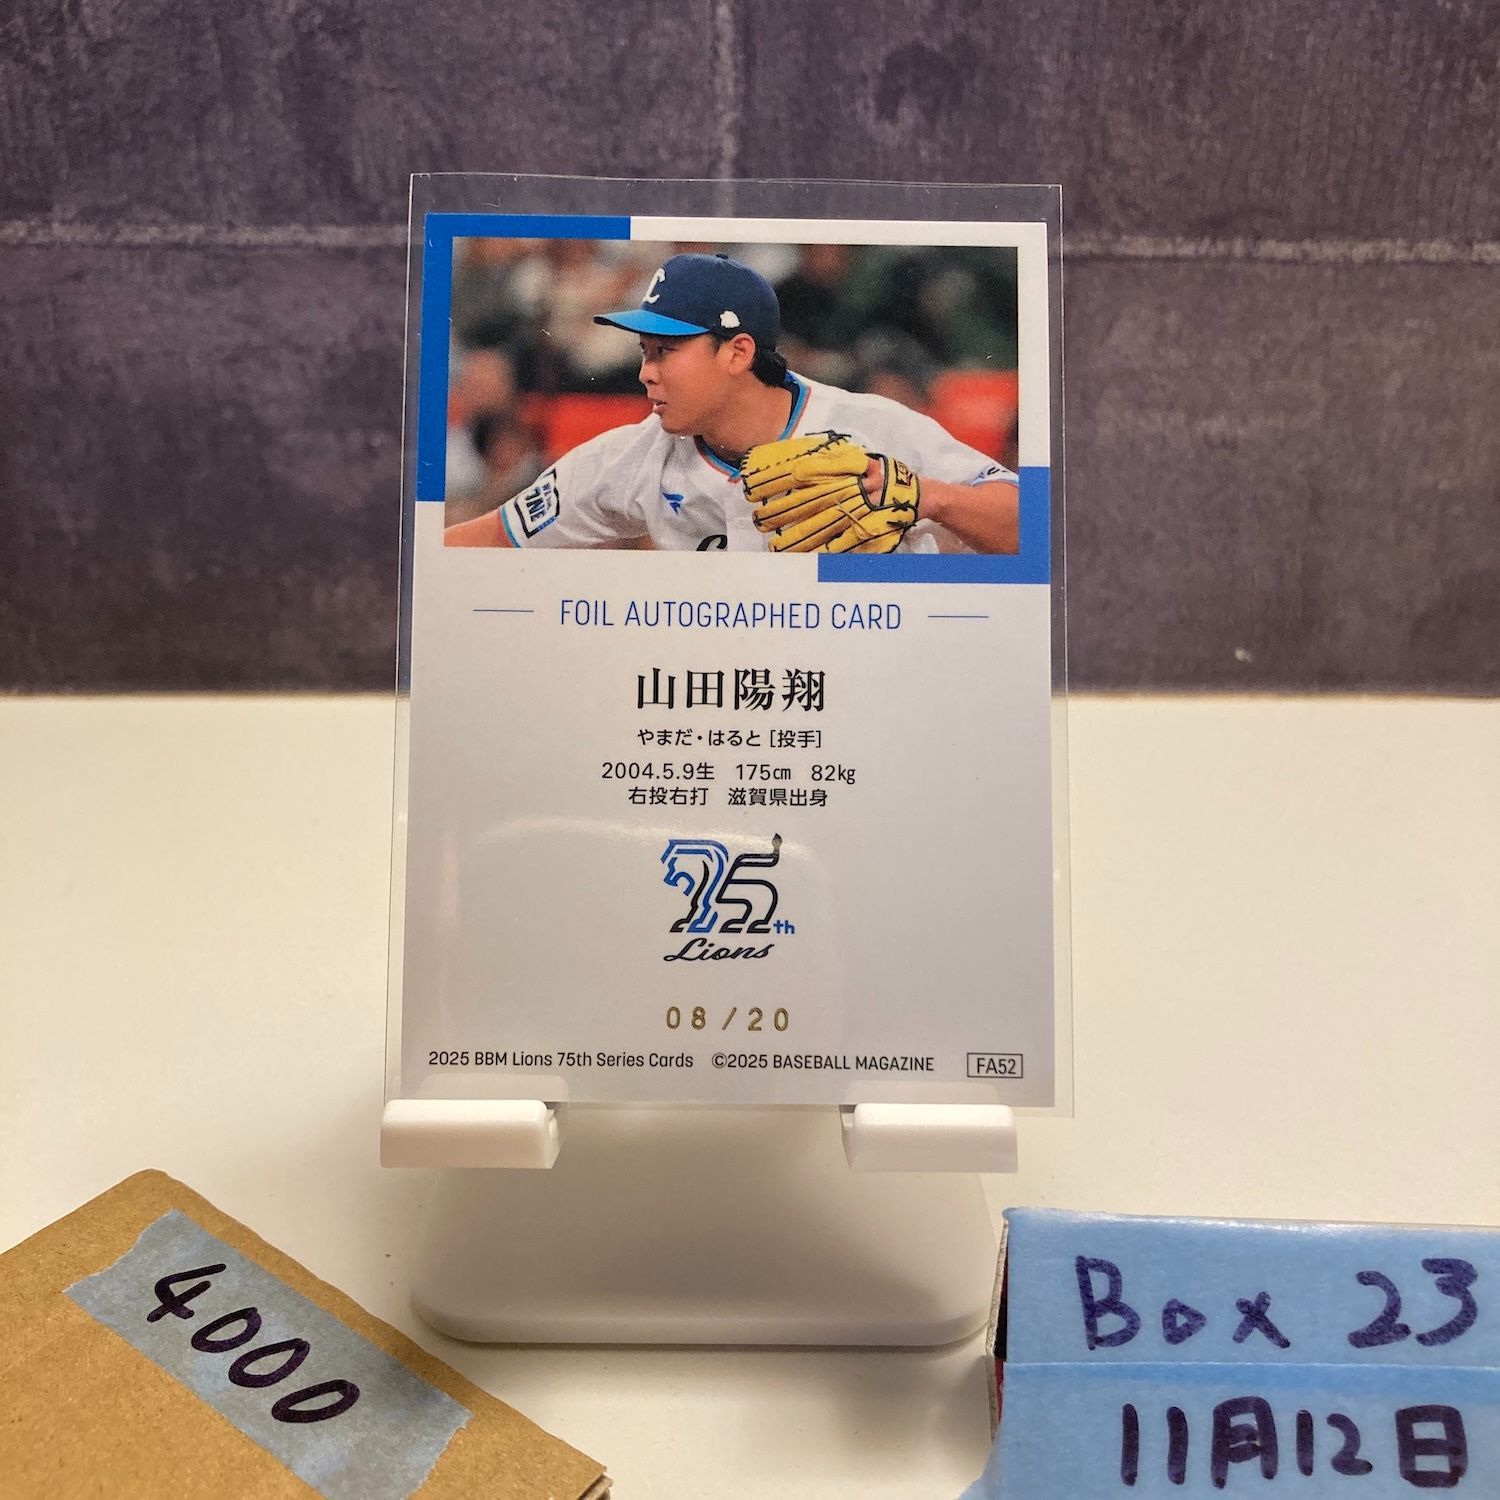 FOIL AUTOGRAPHED CARD
山田陽翔
やまだ・はると [投手]
2004.5.9生 175㎝ 82㎏
右投右打 滋賀県出身
75th
Lions
08/20
2025 BBM Lions 75th Series Cards ©2025 BASEBALL MAGAZINE FA52
4000
Box 23
11月12日